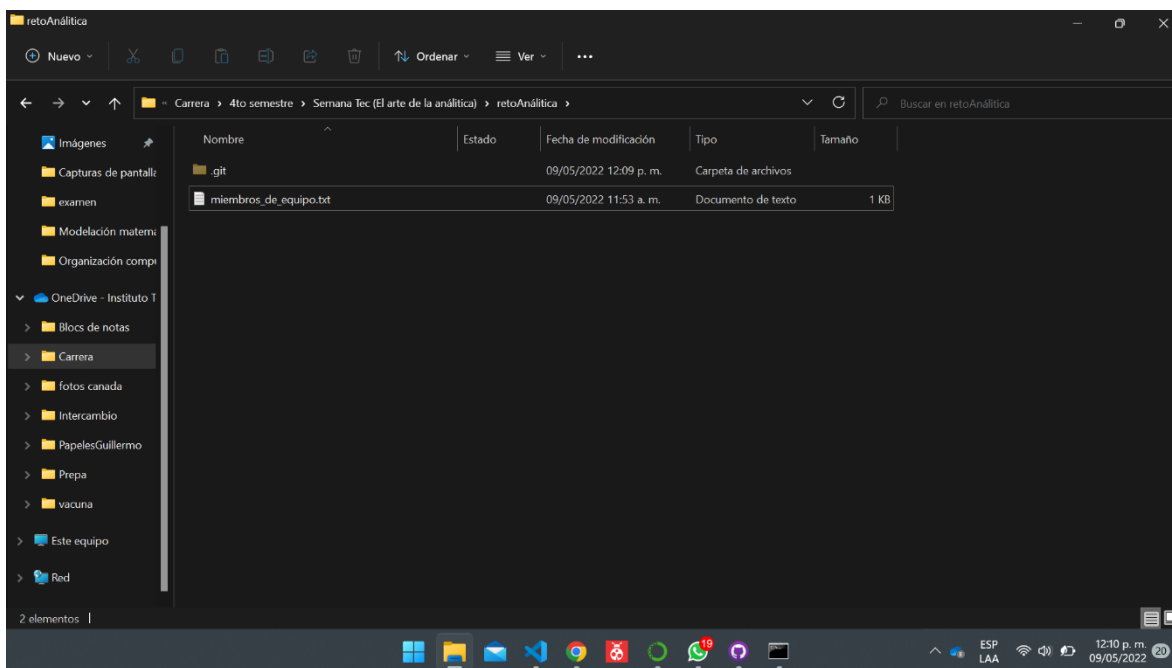 retoAnálitica
Nuevo
Ordenar
Ver
Carrera > 4to semestre > Semana Tec (El arte de la análitica) > retoAnálitica >
Buscar en retoAnálitica
Imágenes
Capturas de pantalla
examen
Modelación matema
Organización compu
OneDrive - Instituto T
Blocs de notas
Carrera
fotos canada
Intercambio
PapelesGuillermo
Prepa
vacuna
Este equipo
Red
Nombre Estado Fecha de modificación Tipo Tamaño
.git 09/05/2022 12:09 p. m. Carpeta de archivos
miembros_de_equipo.txt 09/05/2022 11:53 a. m. Documento de texto 1 KB
2 elementos
19
ESP
LAA
12:10 p. m.
09/05/2022
20